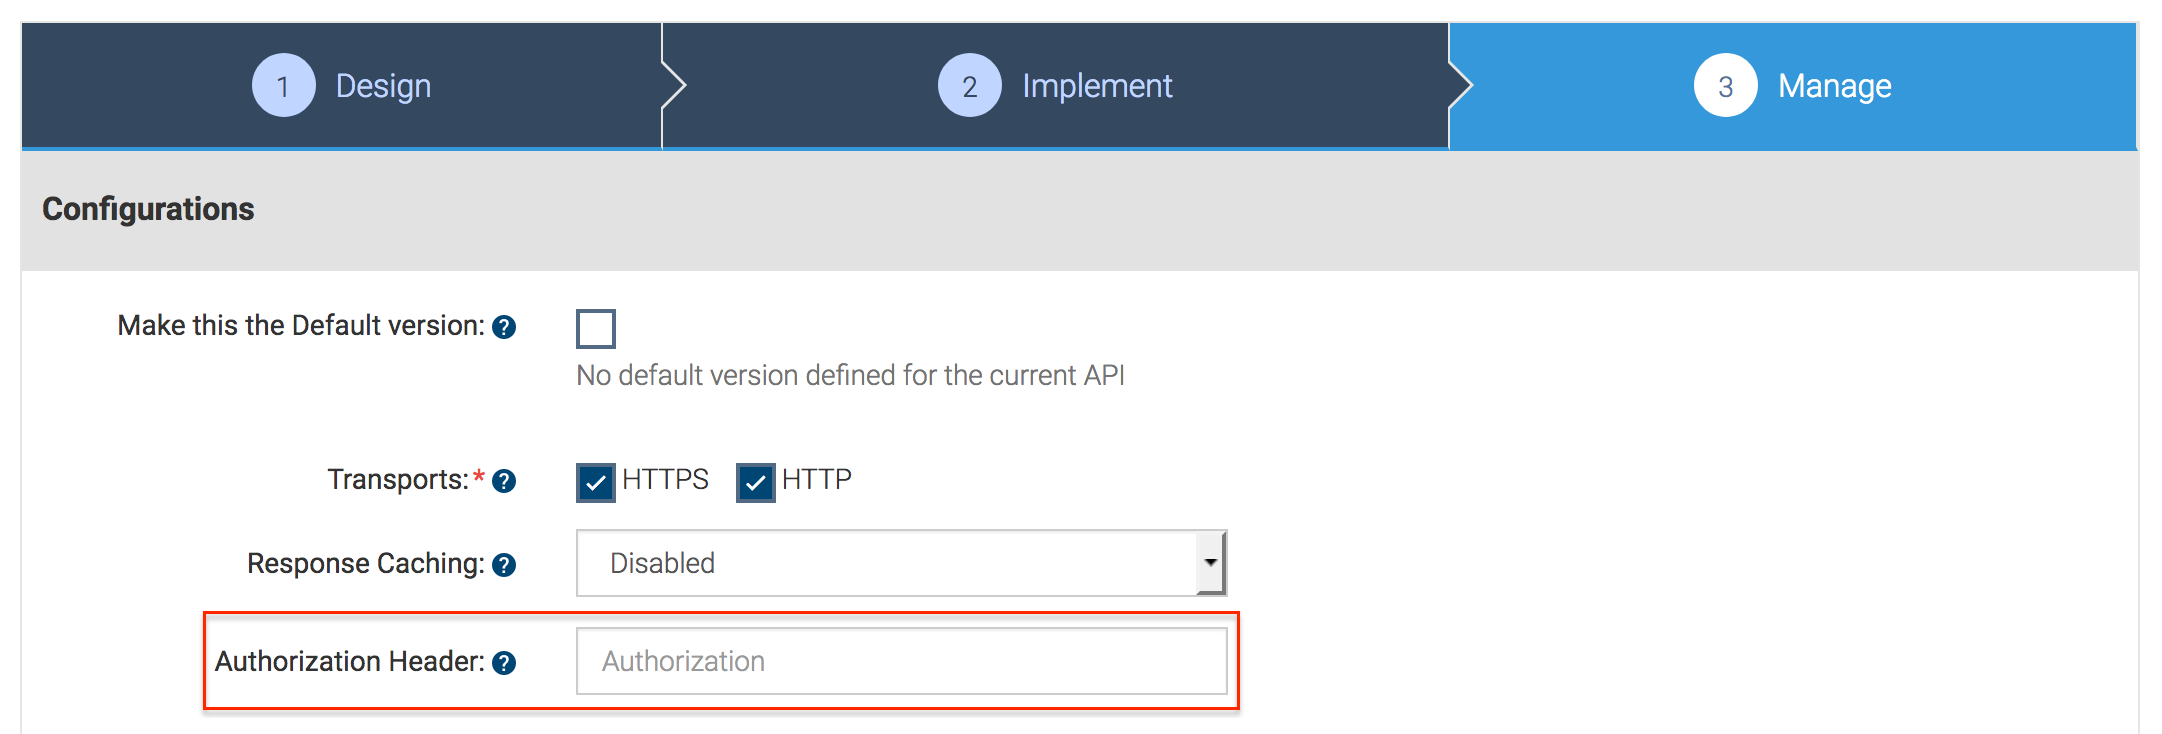 1 Design
2 Implement
3 Manage
Configurations
Make this the Default version: ?
No default version defined for the current API
Transports:* ? HTTPS HTTP
Response Caching: ? Disabled
Authorization Header: ? Authorization